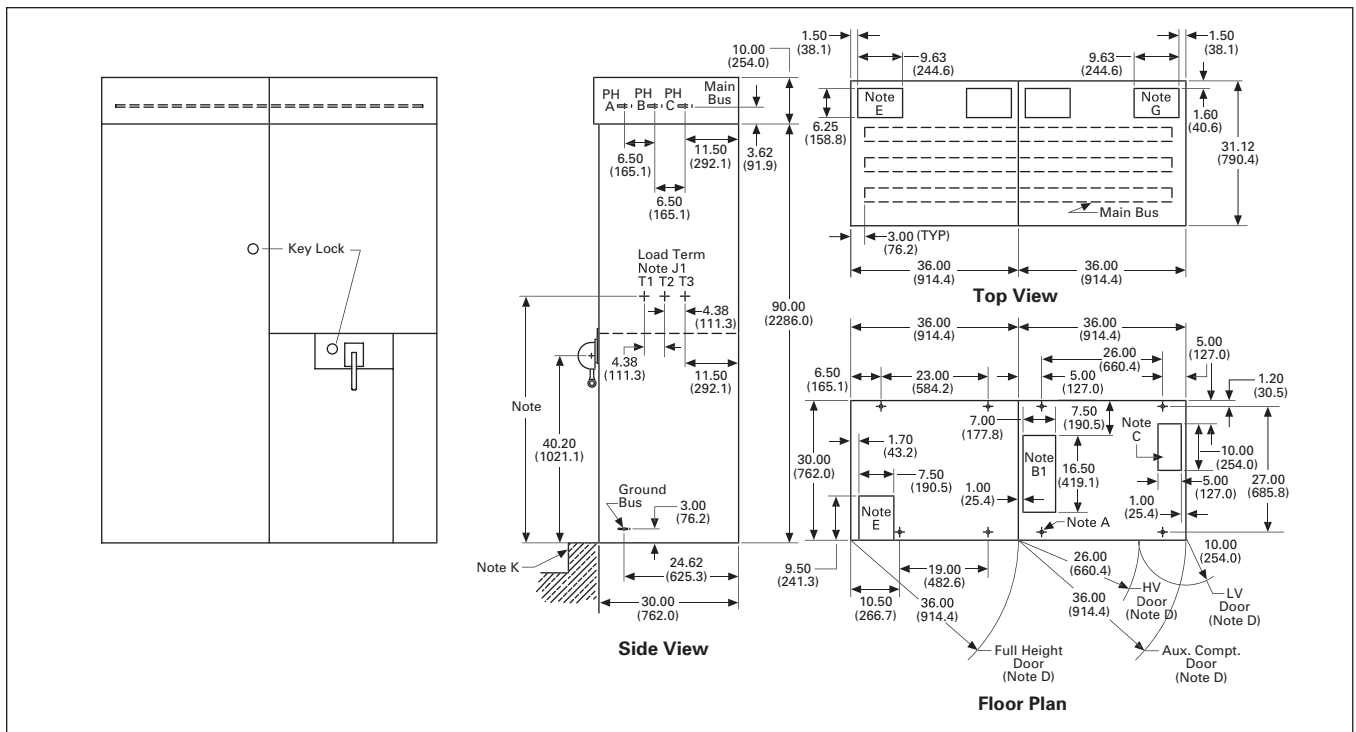 Key Lock
10.00
(254.0)
PH PH PH
A B C
Main
Bus
6.50
(165.1)
11.50
(292.1)
3.62
(91.9)
6.50
(165.1)
Load Term
Note J1
T1 T2 T3
4.38
(111.3)
90.00
(2286.0)
4.38
(111.3)
11.50
(292.1)
Note
40.20
(1021.1)
Ground
Bus
3.00
(76.2)
Note K
24.62
(625.3)
30.00
(762.0)
Side View
1.50
(38.1)
9.63
(244.6)
9.63
(244.6)
1.50
(38.1)
Note
E
Note
G
6.25
(158.8)
1.60
(40.6)
31.12
(790.4)
Main Bus
3.00 (TYP)
(76.2)
36.00
(914.4)
36.00
(914.4)
Top View
36.00
(914.4)
36.00
(914.4)
5.00
(127.0)
26.00
(660.4)
6.50
(165.1)
23.00
(584.2)
5.00
(127.0)
1.20
(30.5)
7.00
(177.8)
7.50
(190.5)
Note
C
1.70
(43.2)
30.00
(762.0)
7.50
(190.5)
Note
B1
16.50
(419.1)
10.00
(254.0)
27.00
(685.8)
5.00
(127.0)
1.00
(25.4)
1.00
(25.4)
Note
E
Note A
9.50
(241.3)
19.00
(482.6)
10.50
(266.7)
36.00
(914.4)
26.00
(660.4)
10.00
(254.0)
HV
Door
(Note D)
LV
Door
(Note D)
36.00
(914.4)
Full Height
Door
(Note D)
Aux. Compt.
Door
(Note D)
Floor Plan